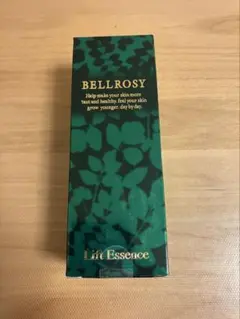 BELLROSY
Help make your skin more
taut and healthy. feel your skin
grow younger. day by day.
Lift Essence